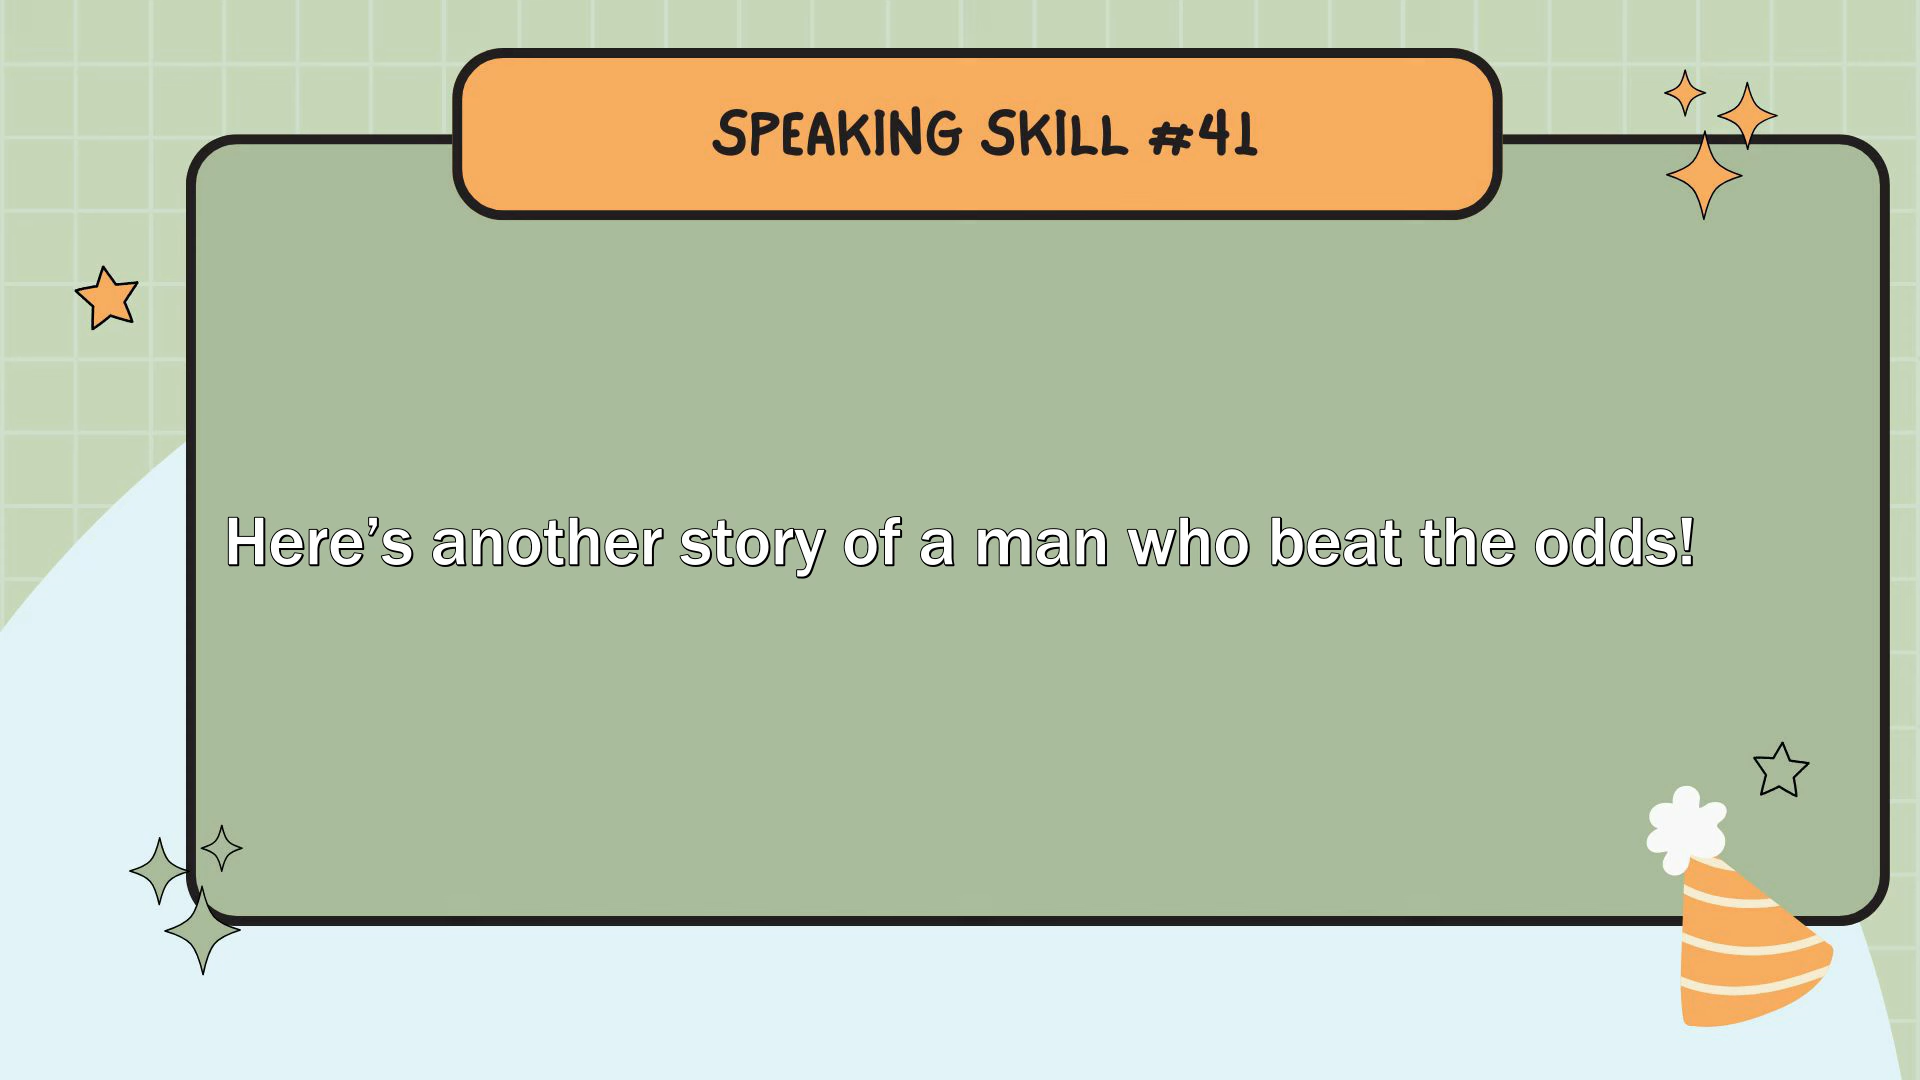 SPEAKING SKILL #41
Here’s another story of a man who beat the odds!